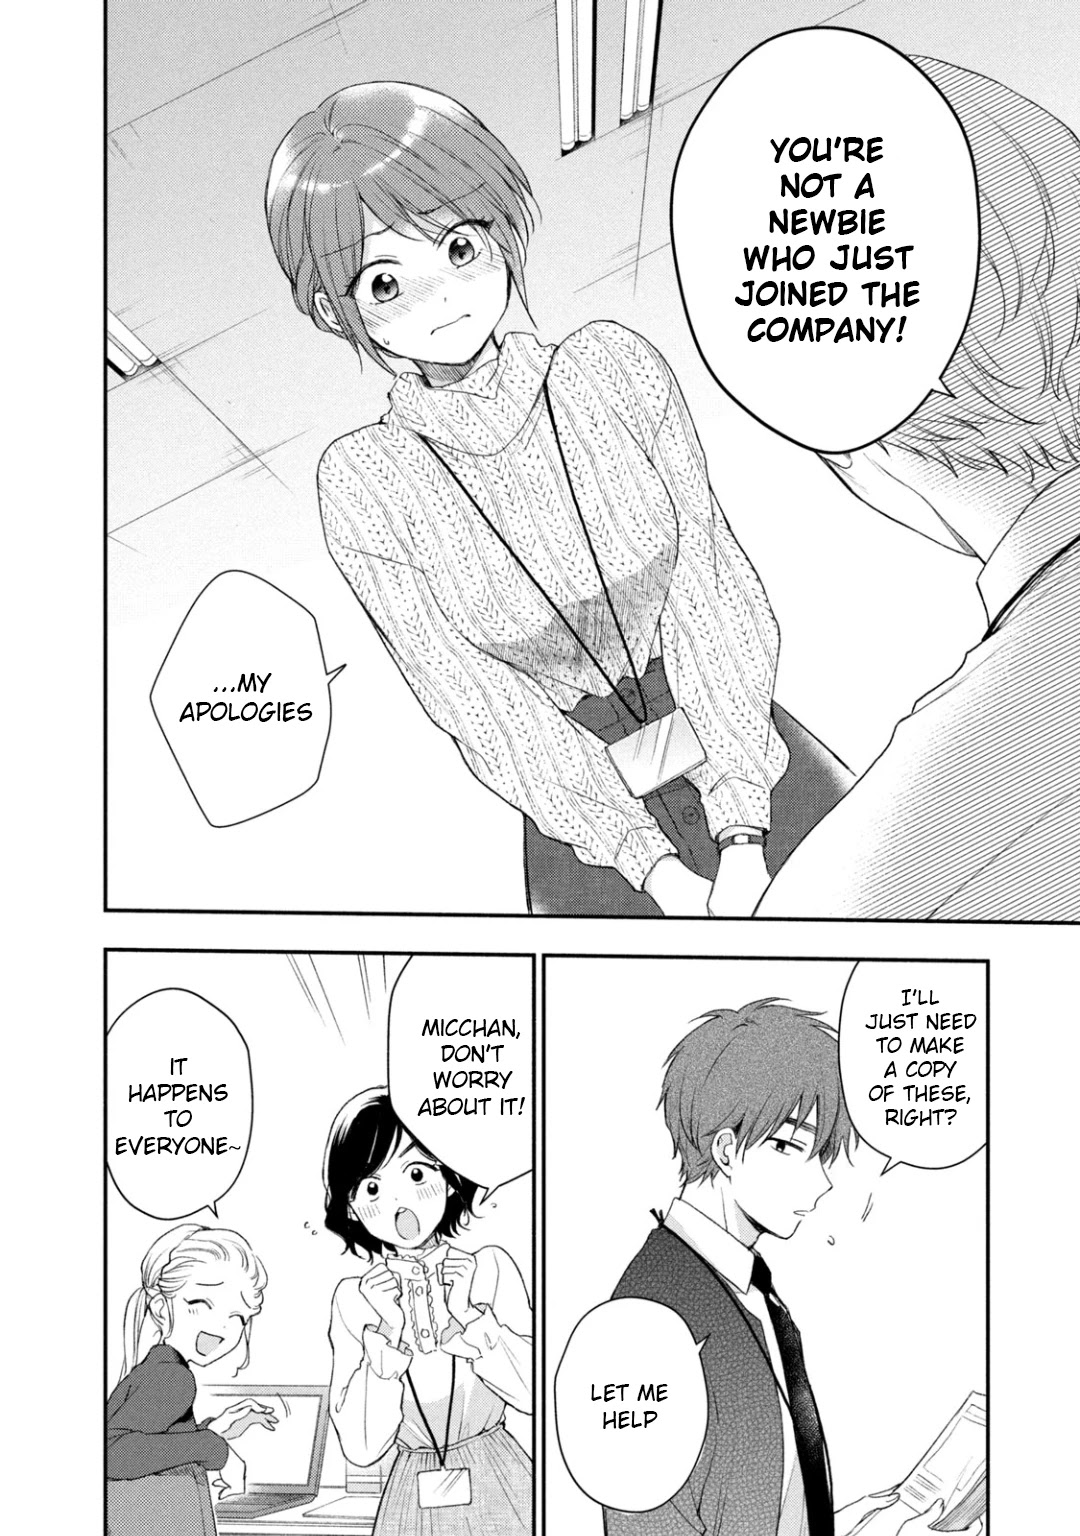 YOU'RE
NOT A
NEWBIE
WHO JUST
JOINED THE
COMPANY!
...MY
APOLOGIES
I'LL
JUST NEED
TO MAKE
A COPY
OF THESE,
RIGHT?
LET ME
HELP
MICCHAN,
DON'T
WORRY
ABOUT IT!
IT
HAPPENS
TO
EVERYONE~